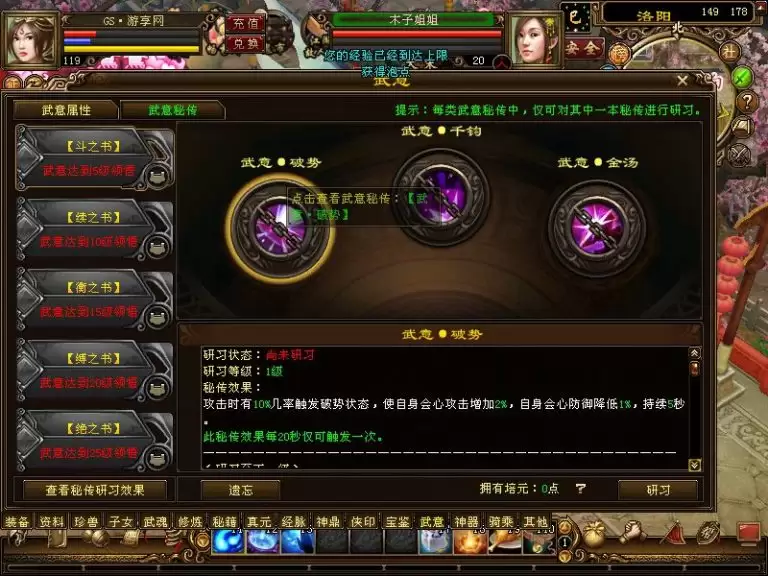 GS·游享网
充值
兑换
木子姐姐
洛阳
149 178
北
119
20
安全
社
您的经验已经到达上限
获得泡点
武意
武意属性
武意秘传
提示：每类武意秘传中，仅可对其中一本秘传进行研习。
【斗之书】
武意达到5级领悟
【续之书】
武意达到10级领悟
【衡之书】
武意达到15级领悟
【缚之书】
武意达到20级领悟
【绝之书】
武意达到25级领悟
武意●千钧
武意●破势
武意●金汤
点击查看武意秘传：【武意·破势】
武意●破势
研习状态：尚未研习
研习等级：1级
秘传效果：
攻击时有10%几率触发破势状态，使自身会心攻击增加2%，自身会心防御降低1%，持续5秒
。
此秘传效果每20秒仅可触发一次。
查看秘传研习效果
遗忘
拥有培元：0点
?
研习
装备 资料 珍兽 子女 武魂 修炼 秘籍 真元 经脉 神鼎 侠印 宝鉴 武意 神器 骑乘 其他